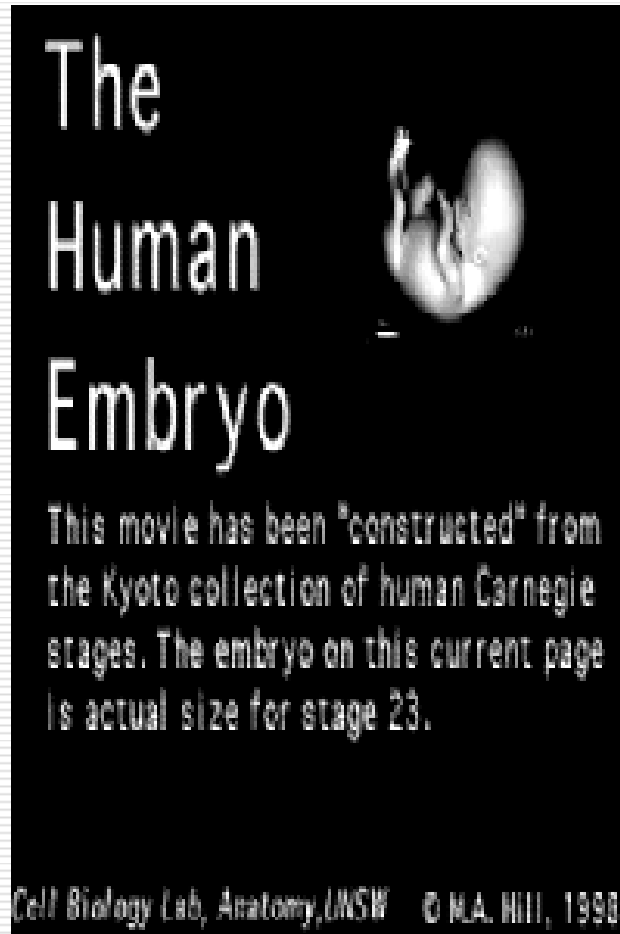 The
Human
Embryo
This movie has been "constructed" from
the Kyoto collection of human Carnegie
stages. The embryo on this current page
is actual size for stage 23.
Cell Biology Lab, Anatomy,UNSW © M.A. Hill, 1998